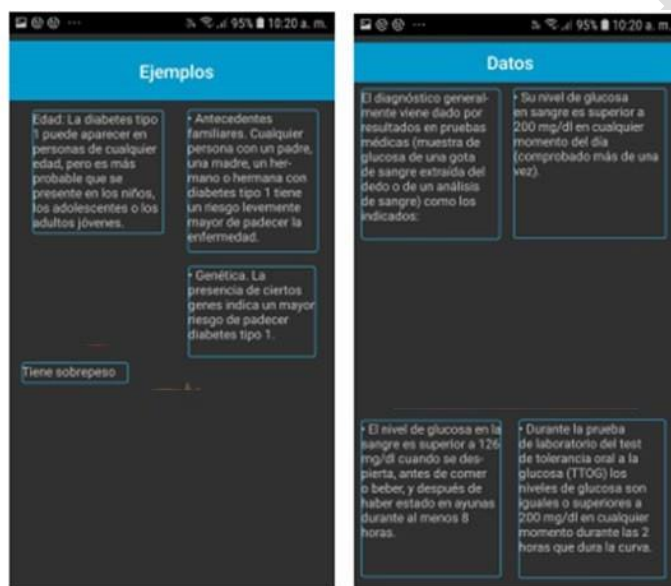 95% 10:20 a. m.
Ejemplos
Edad: La diabetes tipo
1 puede aparecer en
personas de cualquier
edad, pero es más
probable que se
presente en los niños,
los adolescentes o los
adultos jóvenes.
• Antecedentes
familiares. Cualquier
persona con un padre,
una madre, un her-
mano o hermana con
diabetes tipo 1 tiene
un riesgo levemente
mayor de padecer la
enfermedad.
• Genética. La
presencia de ciertos
genes indica un mayor
riesgo de padecer
diabetes tipo 1.
Tiene sobrepeso
95% 10:20 a. m.
Datos
El diagnóstico general-
mente viene dado por
resultados en pruebas
médicas (muestra de
glucosa de una gota
de sangre extraída del
dedo o de un análisis
de sangre) como los
indicados:
• Su nivel de glucosa
en sangre es superior a
200 mg/dl en cualquier
momento del día
(comprobado más de una
vez).
• El nivel de glucosa en la
sangre es superior a 126
mg/dl cuando se des-
pierta, antes de comer
o beber, y después de
haber estado en ayunas
durante al menos 8
horas.
• Durante la prueba
de laboratorio del test
de tolerancia oral a la
glucosa (TTOG) los
niveles de glucosa son
iguales o superiores a
200 mg/dl en cualquier
momento durante las 2
horas que dura la curva.